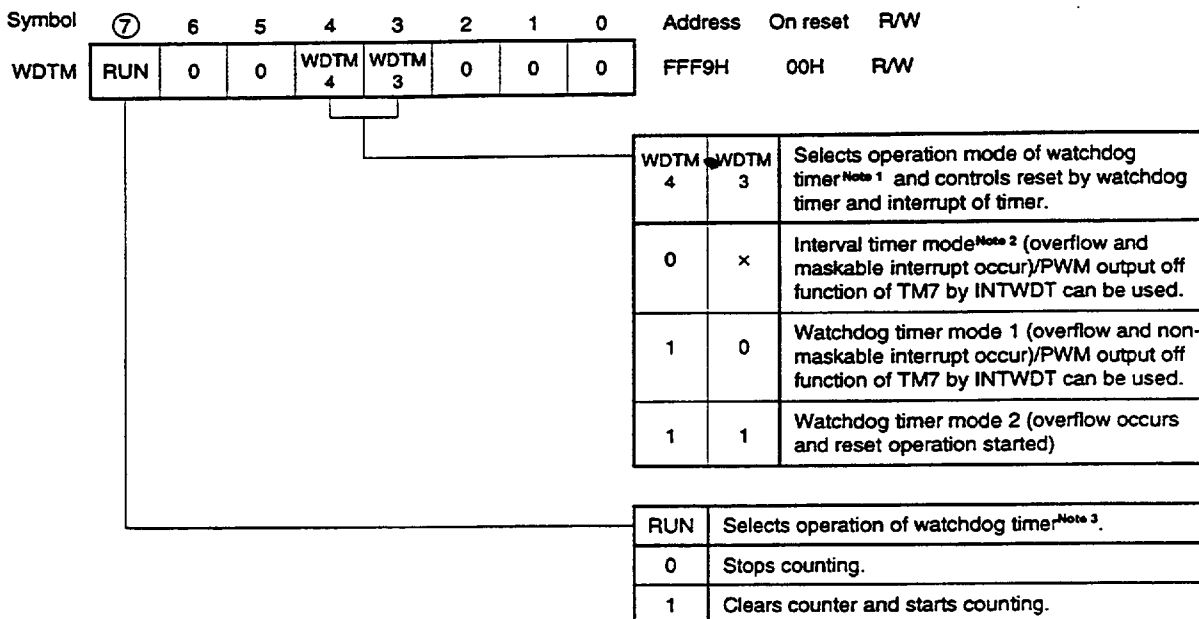 Symbol ⑦ 6 5 4 3 2 1 0 Address On reset R/W
WDTM RUN 0 0 WDTM 4 WDTM 3 0 0 0 FFF9H 00H R/W
WDTM 4 WDTM 3 Selects operation mode of watchdog
timer Note 1 and controls reset by watchdog
timer and interrupt of timer.
0 × Interval timer mode Note 2 (overflow and
maskable interrupt occur)/PWM output off
function of TM7 by INTWDT can be used.
1 0 Watchdog timer mode 1 (overflow and non-
maskable interrupt occur)/PWM output off
function of TM7 by INTWDT can be used.
1 1 Watchdog timer mode 2 (overflow occurs
and reset operation started)
RUN Selects operation of watchdog timer Note 3.
0 Stops counting.
1 Clears counter and starts counting.